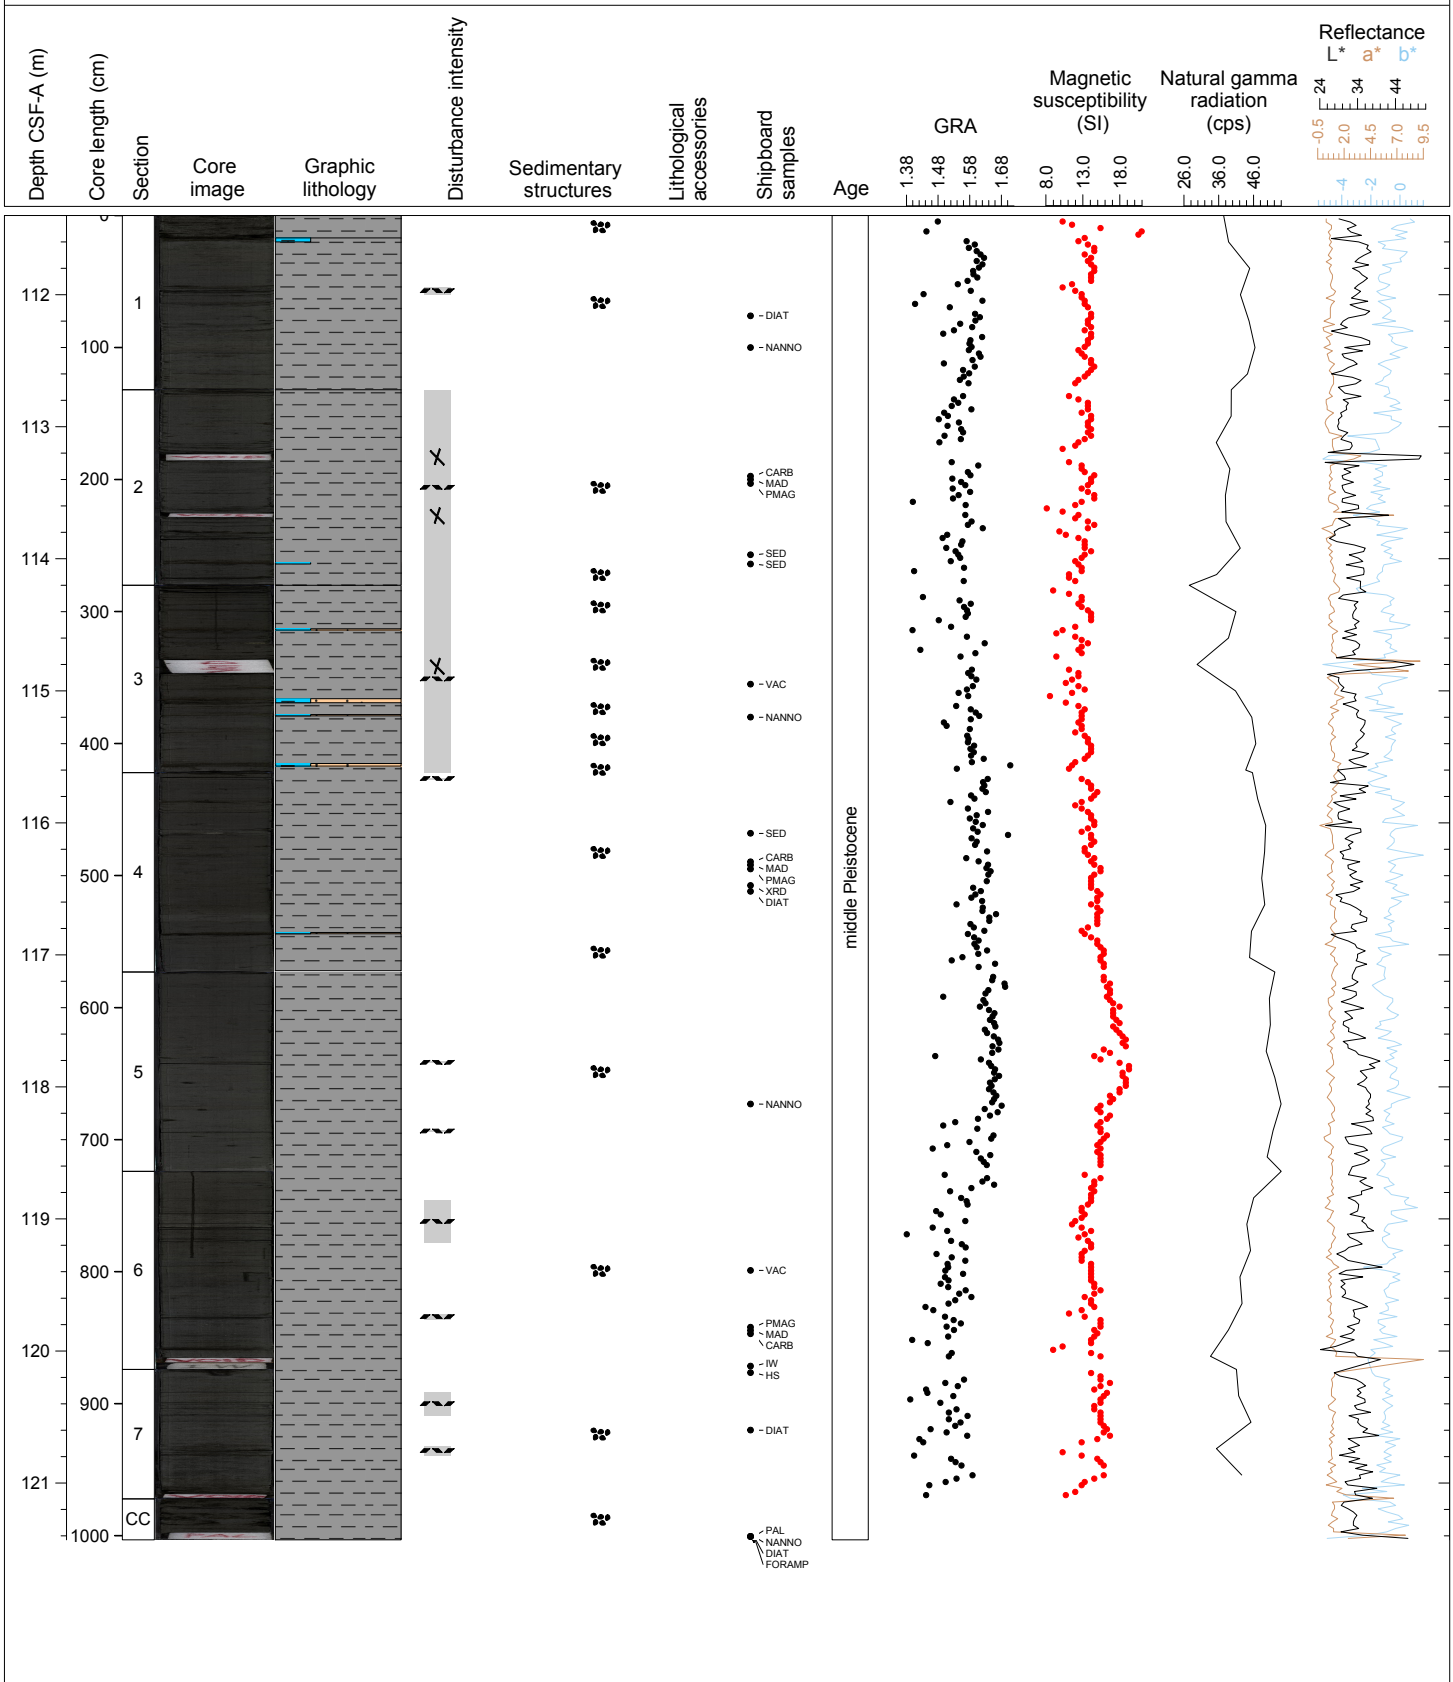 Depth CSF-A (m)
Core length (cm)
Section
Core
image
Graphic
lithology
Disturbance intensity
Sedimentary
structures
Lithological
accessories
Shipboard
samples
Age
GRA
1.38 1.48 1.58 1.68
Magnetic
susceptibility
(SI)
8.0 13.0 18.0
Natural gamma
radiation
(cps)
26.0 36.0 46.0
Reflectance
L* a* b*
24 34 44
-0.5 2.0 4.5 7.0 9.5
-4 -2 0
0
112
1
DIAT
100
NANNO
113
CARB
200
2
MAD
PMAG
114
SED
SED
300
3
115
VAC
NANNO
400
116
SED
CARB
500
4
MAD
PMAG
XRD
DIAT
middle Pleistocene
117
600
5
118
NANNO
700
119
6
800
VAC
PMAG
MAD
120
CARB
IW
HS
900
7
DIAT
121
CC
1000
PAL
NANNO
DIAT
FORAMP